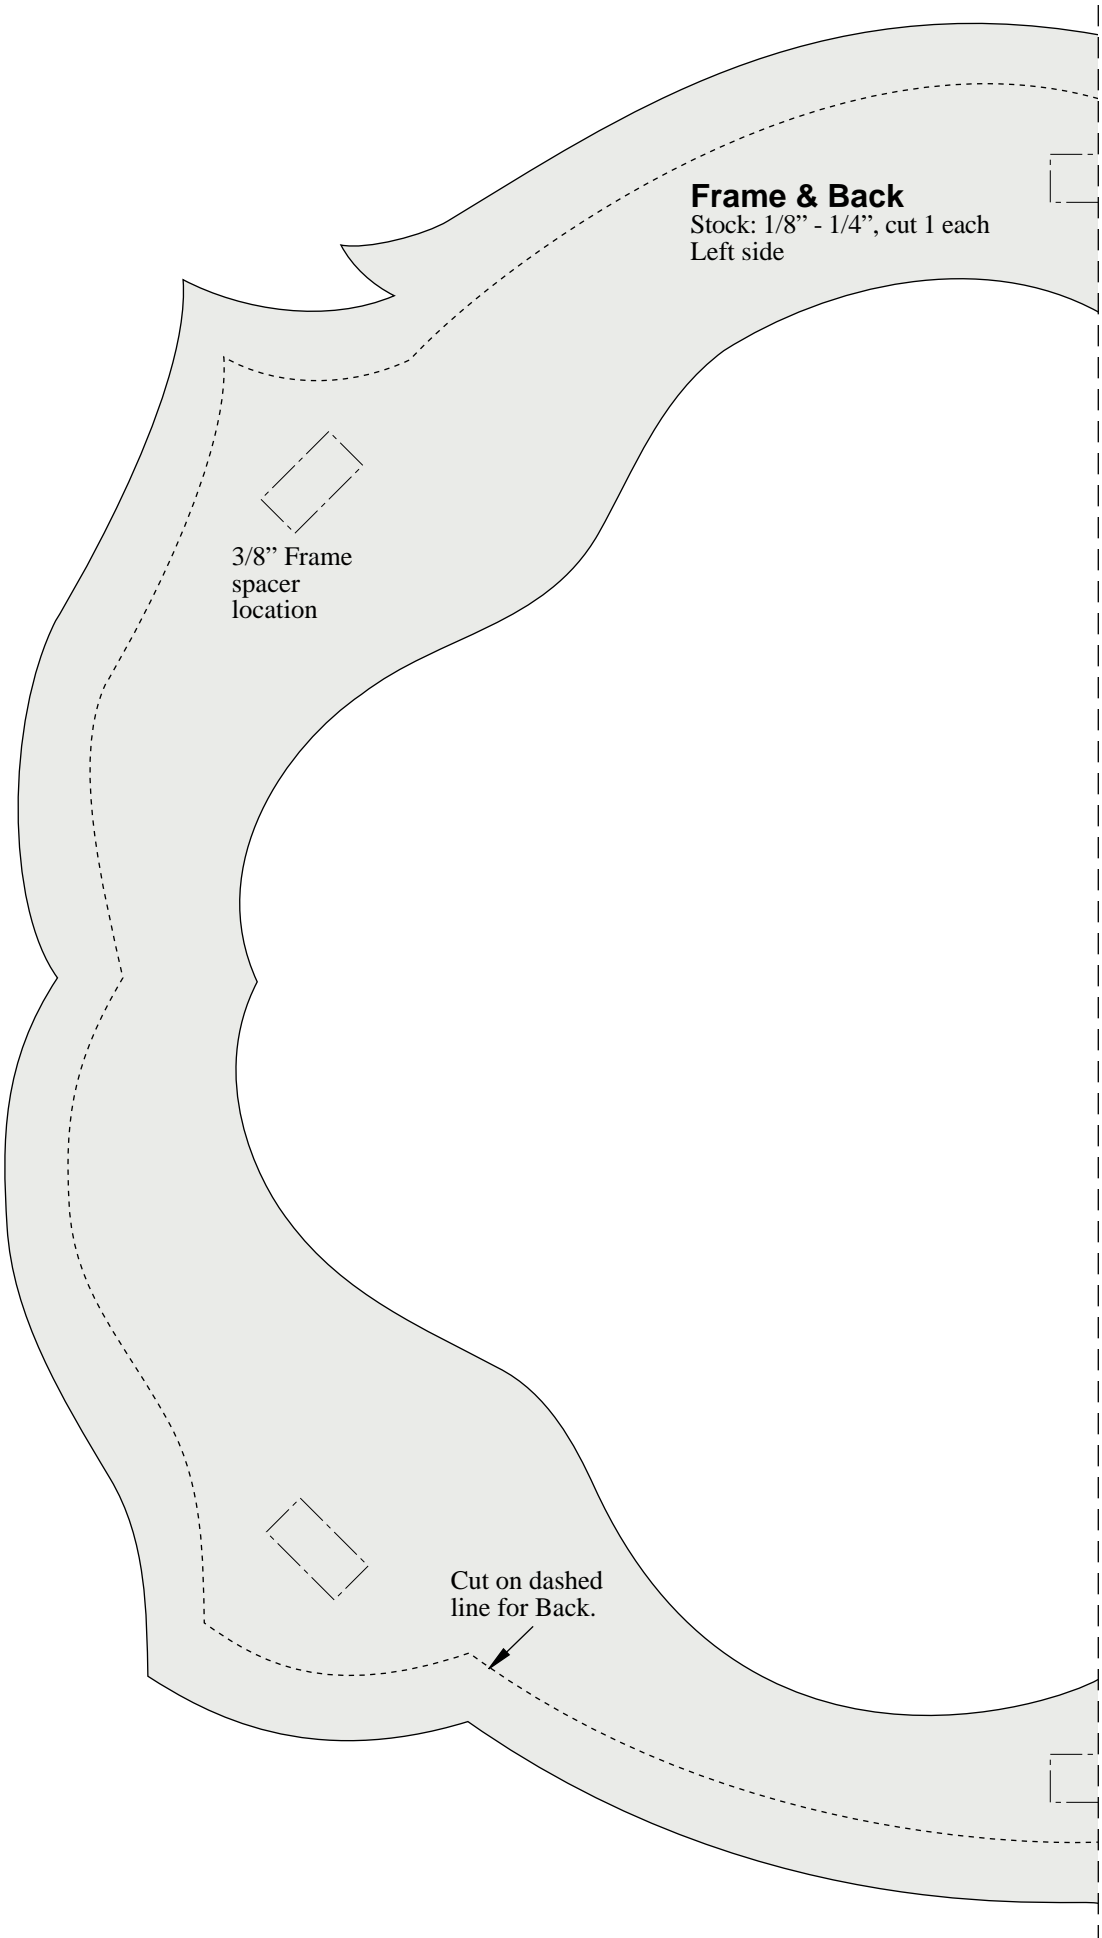 Frame & Back
Stock: 1/8” - 1/4”, cut 1 each
Left side
3/8” Frame
spacer
location
Cut on dashed
line for Back.